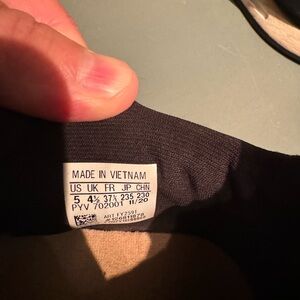 MADE IN VIETNAM
US UK FR JP CHN
5 4½ 37⅓ 235 230
PYV 702001 11/20